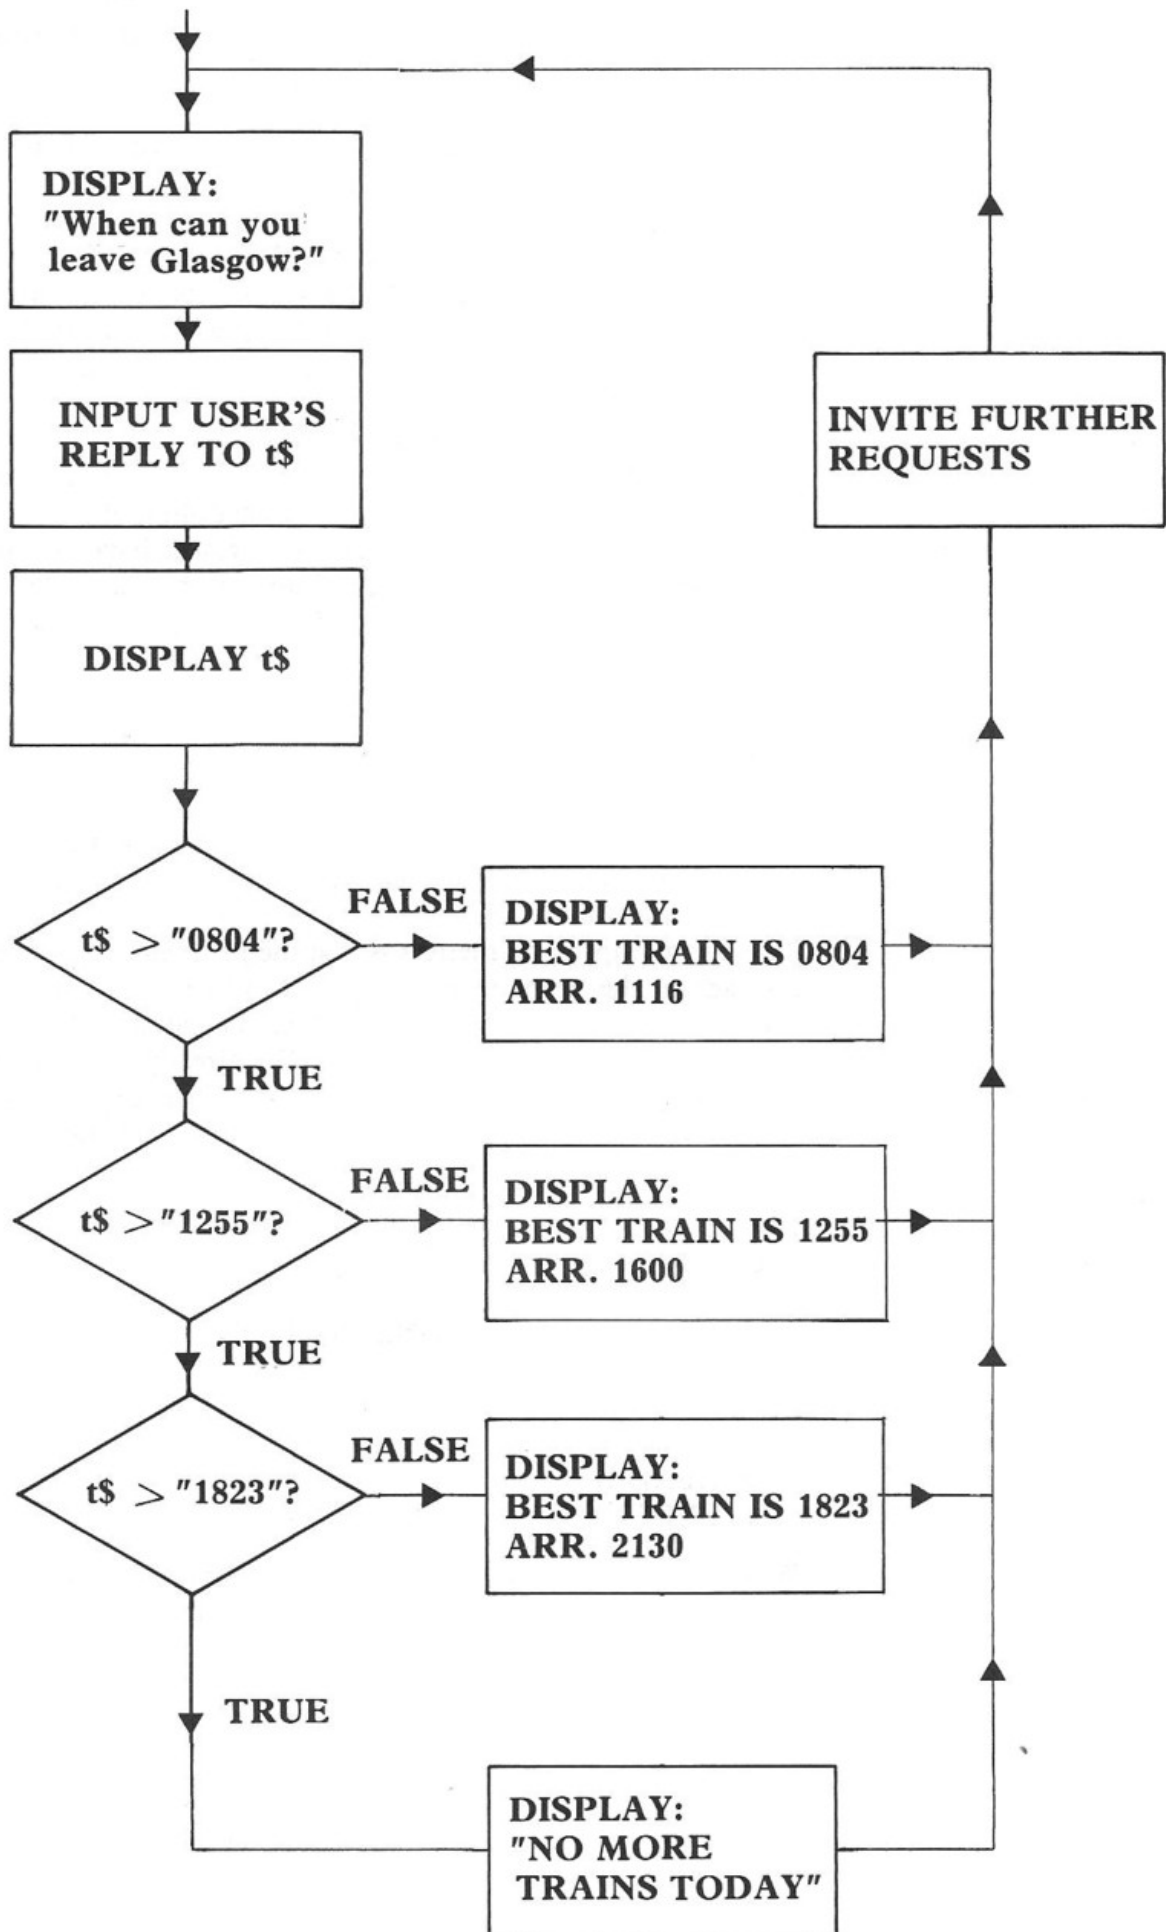 DISPLAY:
"When can you
leave Glasgow?"
INPUT USER'S
REPLY TO t$
DISPLAY t$
t$ > "0804"?
FALSE
DISPLAY:
BEST TRAIN IS 0804
ARR. 1116
TRUE
t$ > "1255"?
FALSE
DISPLAY:
BEST TRAIN IS 1255
ARR. 1600
TRUE
t$ > "1823"?
FALSE
DISPLAY:
BEST TRAIN IS 1823
ARR. 2130
TRUE
DISPLAY:
"NO MORE
TRAINS TODAY"
INVITE FURTHER
REQUESTS